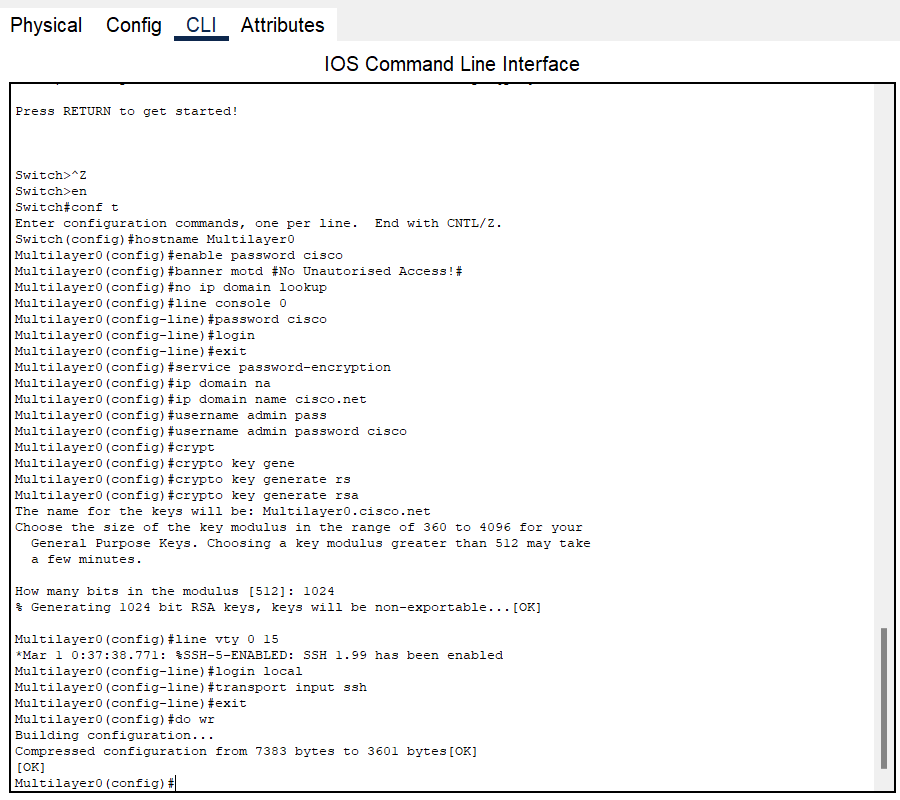 Physical Config CLI Attributes
IOS Command Line Interface
Press RETURN to get started!
Switch>^Z
Switch>en
Switch#conf t
Enter configuration commands, one per line.  End with CNTL/Z.
Switch(config)#hostname Multilayer0
Multilayer0(config)#enable password cisco
Multilayer0(config)#banner motd #No Unautorised Access!#
Multilayer0(config)#no ip domain lookup
Multilayer0(config)#line console 0
Multilayer0(config-line)#password cisco
Multilayer0(config-line)#login
Multilayer0(config-line)#exit
Multilayer0(config)#service password-encryption
Multilayer0(config)#ip domain na
Multilayer0(config)#ip domain name cisco.net
Multilayer0(config)#username admin pass
Multilayer0(config)#username admin password cisco
Multilayer0(config)#crypt
Multilayer0(config)#crypto key gene
Multilayer0(config)#crypto key generate rs
Multilayer0(config)#crypto key generate rsa
The name for the keys will be: Multilayer0.cisco.net
Choose the size of the key modulus in the range of 360 to 4096 for your
  General Purpose Keys. Choosing a key modulus greater than 512 may take
  a few minutes.
How many bits in the modulus [512]: 1024
% Generating 1024 bit RSA keys, keys will be non-exportable...[OK]
Multilayer0(config)#line vty 0 15
*Mar 1 0:37:38.771: %SSH-5-ENABLED: SSH 1.99 has been enabled
Multilayer0(config-line)#login local
Multilayer0(config-line)#transport input ssh
Multilayer0(config-line)#exit
Multilayer0(config)#do wr
Building configuration...
Compressed configuration from 7383 bytes to 3601 bytes[OK]
[OK]
Multilayer0(config)#